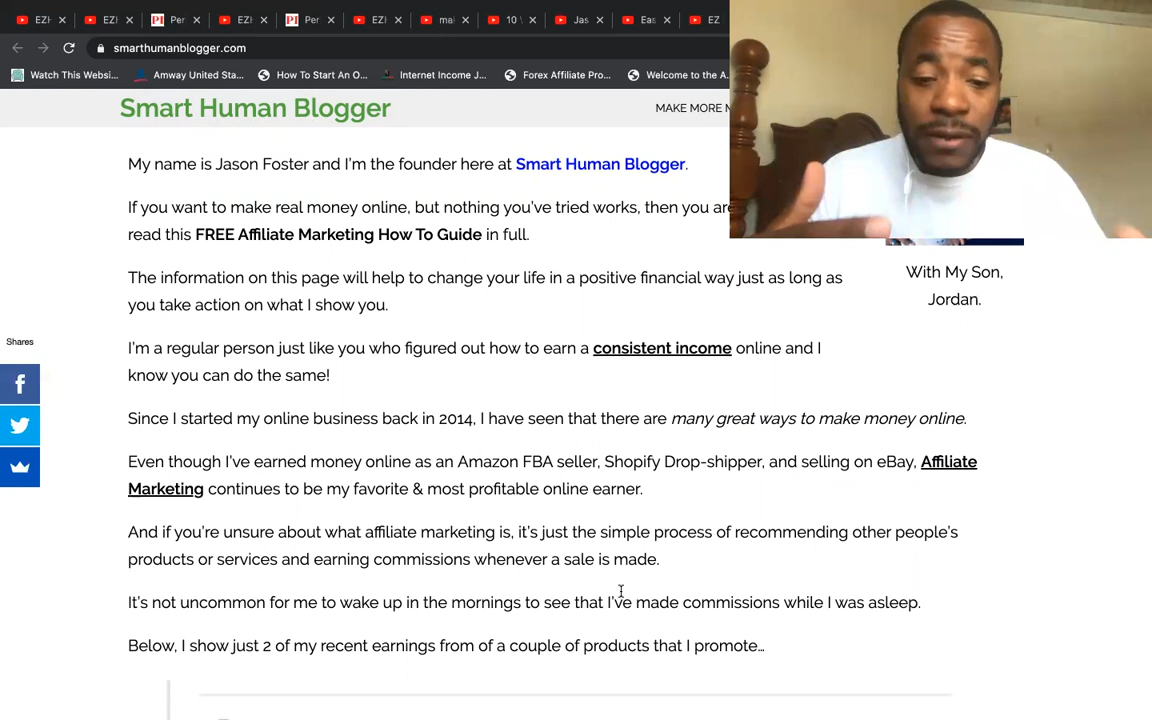 EZH
EZH
Per
EZH
Per
EZH
mal
10 \
Jas
Eas
EZ
smarthumanblogger.com
Watch This Websi...
Amway United Sta...
How To Start An O...
Internet Income J...
Forex Affiliate Pro...
Welcome to the A...
Smart Human Blogger
MAKE MORE
My name is Jason Foster and I'm the founder here at Smart Human Blogger.
If you want to make real money online, but nothing you've tried works, then you are
read this FREE Affiliate Marketing How To Guide in full.
The information on this page will help to change your life in a positive financial way just as long as
you take action on what I show you.
With My Son,
Jordan.
Shares
I'm a regular person just like you who figured out how to earn a consistent income online and I
know you can do the same!
Since I started my online business back in 2014, I have seen that there are many great ways to make money online.
Even though I've earned money online as an Amazon FBA seller, Shopify Drop-shipper, and selling on eBay, Affiliate
Marketing continues to be my favorite & most profitable online earner.
And if you're unsure about what affiliate marketing is, it's just the simple process of recommending other people's
products or services and earning commissions whenever a sale is made.
It's not uncommon for me to wake up in the mornings to see that I've made commissions while I was asleep.
Below, I show just 2 of my recent earnings from of a couple of products that I promote...